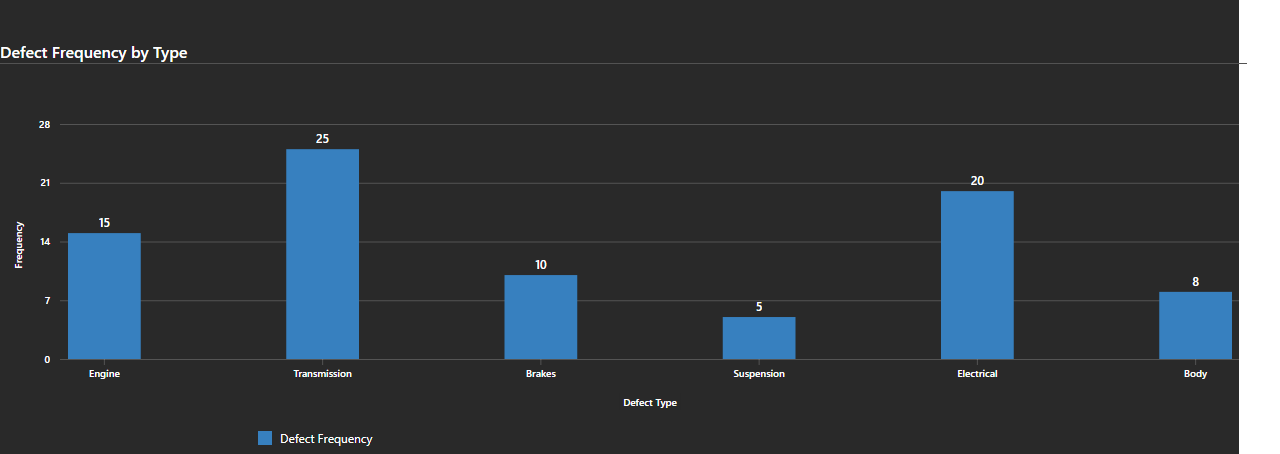 Defect Frequency by Type
28
21
14
7
0
Frequency
15
25
10
5
20
8
Engine Transmission Brakes Suspension Electrical Body
Defect Type
Defect Frequency